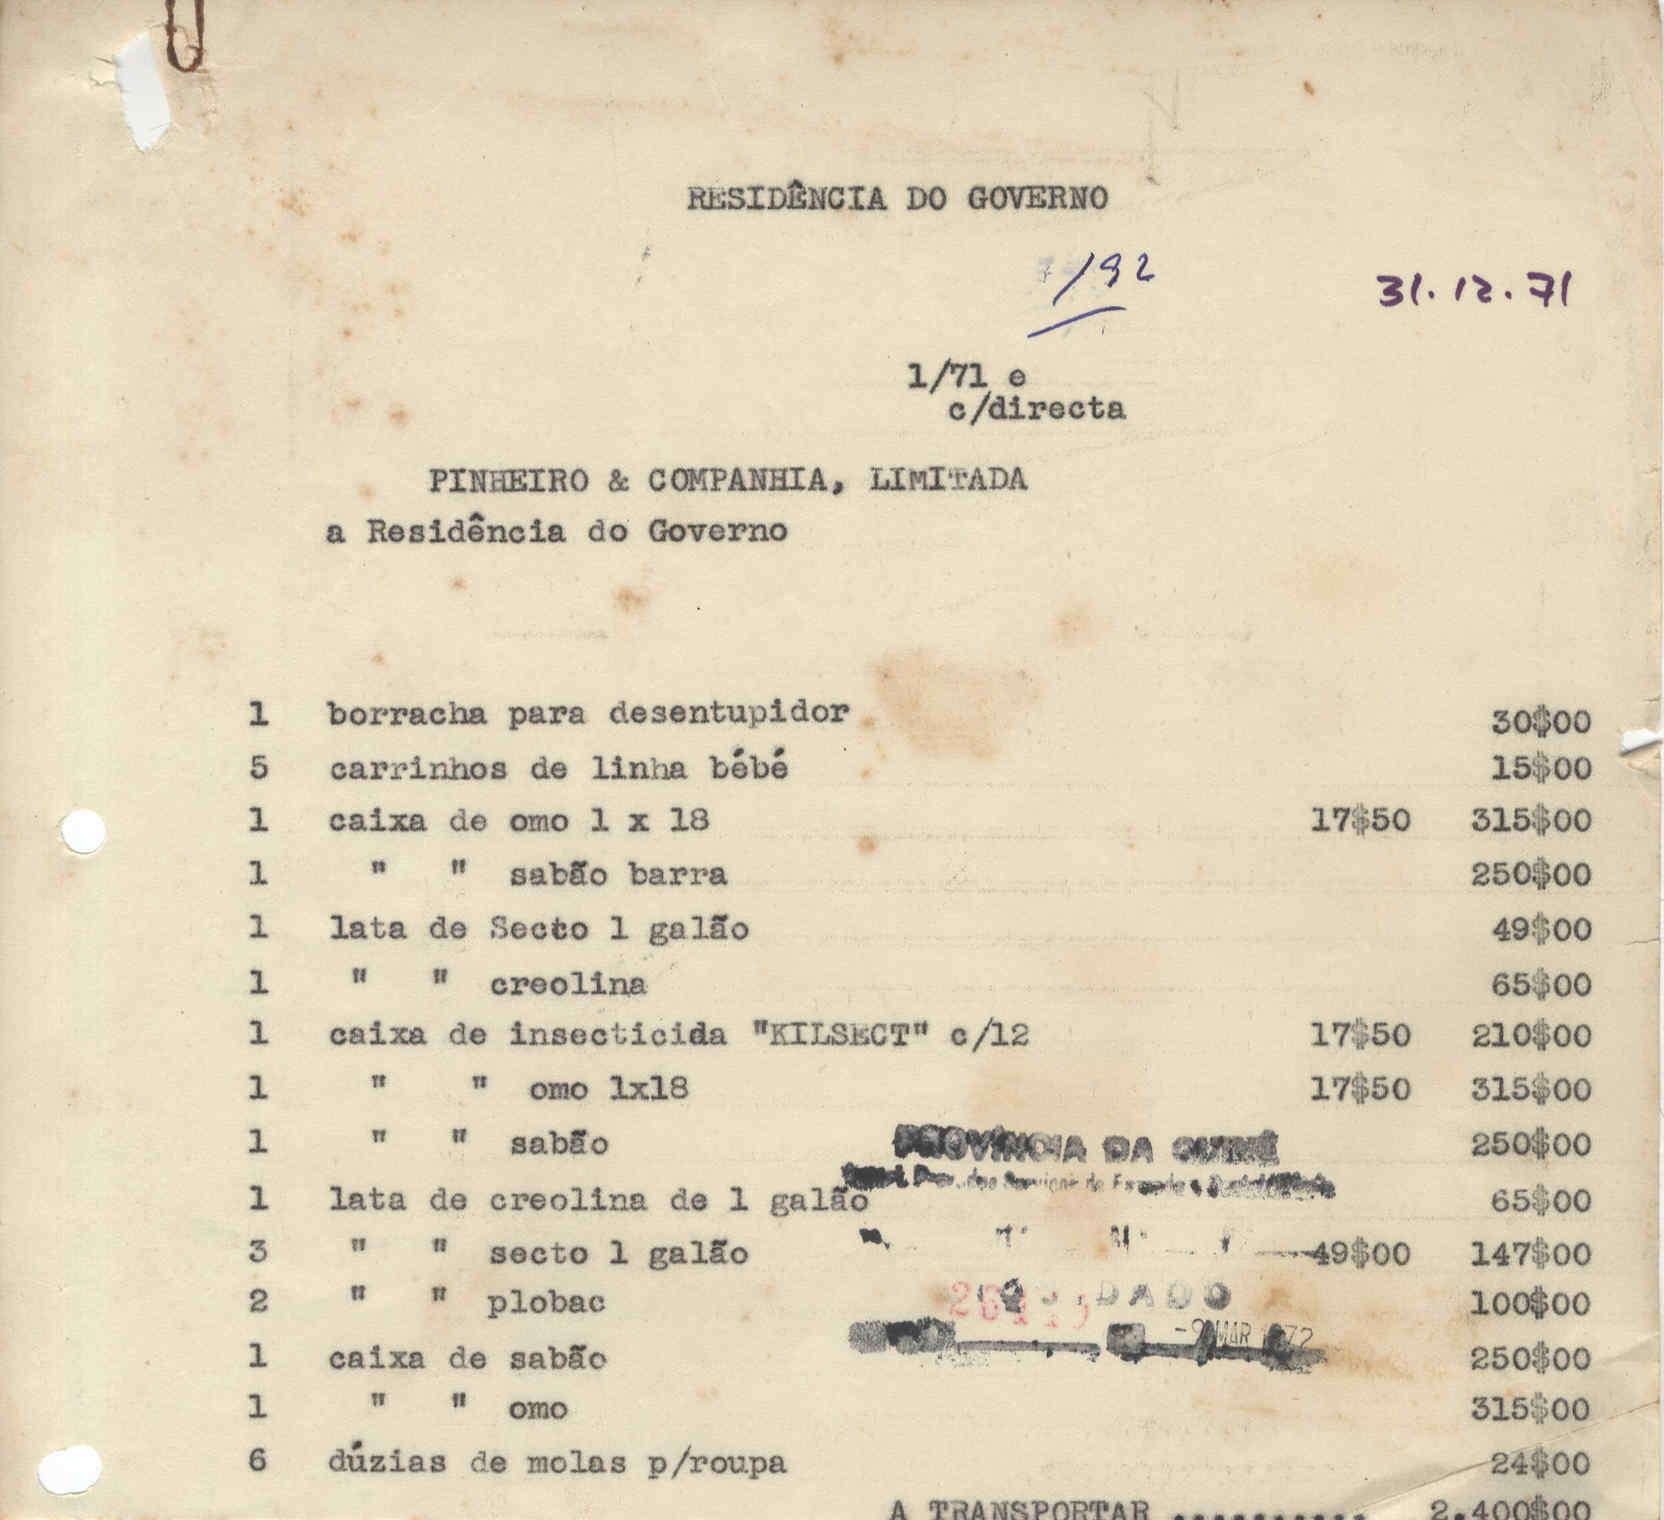 RESIDÊNCIA DO GOVERNO
/92
31.12.71
1/71 e
c/directa
PINHEIRO & COMPANHIA, LIMITADA
a Residência do Governo
1 borracha para desentupidor 30$00
5 carrinhos de linha bébé 15$00
1 caixa de omo 1 x 18 17$50 315$00
1 " " sabão barra 250$00
1 lata de Secto 1 galão 49$00
1 " " creolina 65$00
1 caixa de insecticida "KILSECT" c/12 17$50 210$00
1 " " omo 1x18 17$50 315$00
1 " " sabão 250$00
PROVÍNCIA DA GUINÉ
1 lata de creolina de 1 galão 65$00
3 " " secto 1 galão 49$00 147$00
2 " " plobac 100$00
MAR 1972
1 caixa de sabão 250$00
1 " " omo 315$00
6 dúzias de molas p/roupa 24$00
A TRANSPORTAR .......... 2.400$00